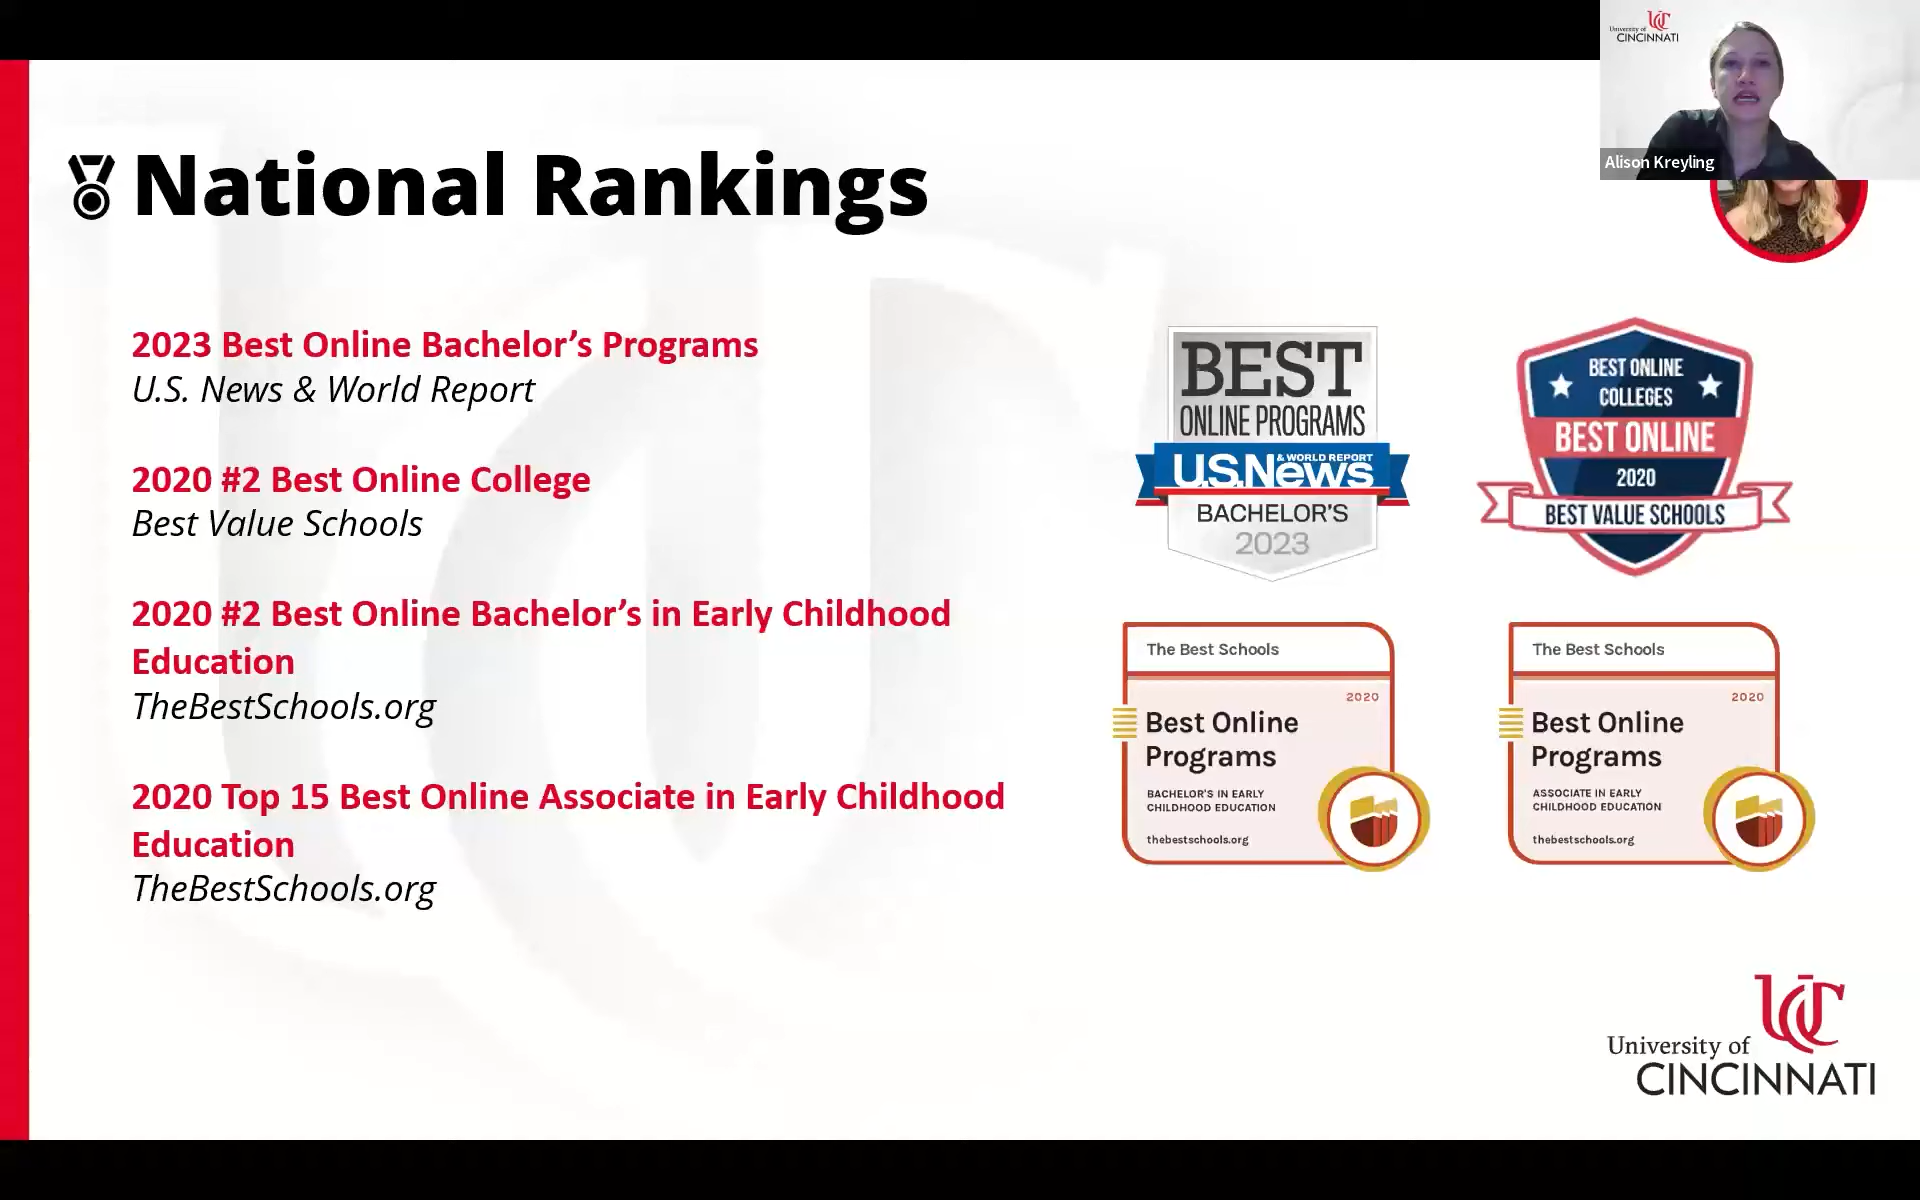 University of
CINCINNATI
Alison Kreyling
National Rankings
2023 Best Online Bachelor’s Programs
U.S. News & World Report
2020 #2 Best Online College
Best Value Schools
2020 #2 Best Online Bachelor’s in Early Childhood
Education
TheBestSchools.org
2020 Top 15 Best Online Associate in Early Childhood
Education
TheBestSchools.org
BEST
ONLINE PROGRAMS
U.S.News & WORLD REPORT
BACHELOR'S
2023
BEST ONLINE
COLLEGES
BEST ONLINE
2020
BEST VALUE SCHOOLS
The Best Schools
2020
Best Online
Programs
BACHELOR'S IN EARLY
CHILDHOOD EDUCATION
thebestschools.org
The Best Schools
2020
Best Online
Programs
ASSOCIATE IN EARLY
CHILDHOOD EDUCATION
thebestschools.org
UC
University of
CINCINNATI